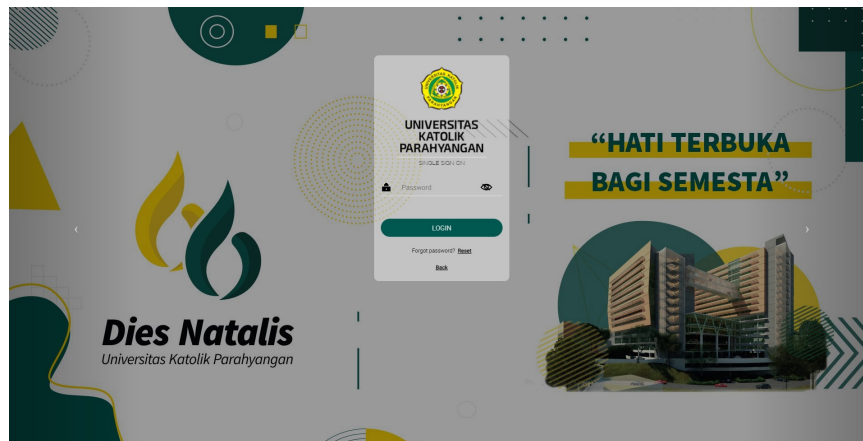 UNIVERSITAS
KATOLIK
PARAHYANGAN
SINGLE SIGN ON
Password
LOGIN
Forgot password? Reset
Back
Dies Natalis
Universitas Katolik Parahyangan
“HATI TERBUKA
BAGI SEMESTA”